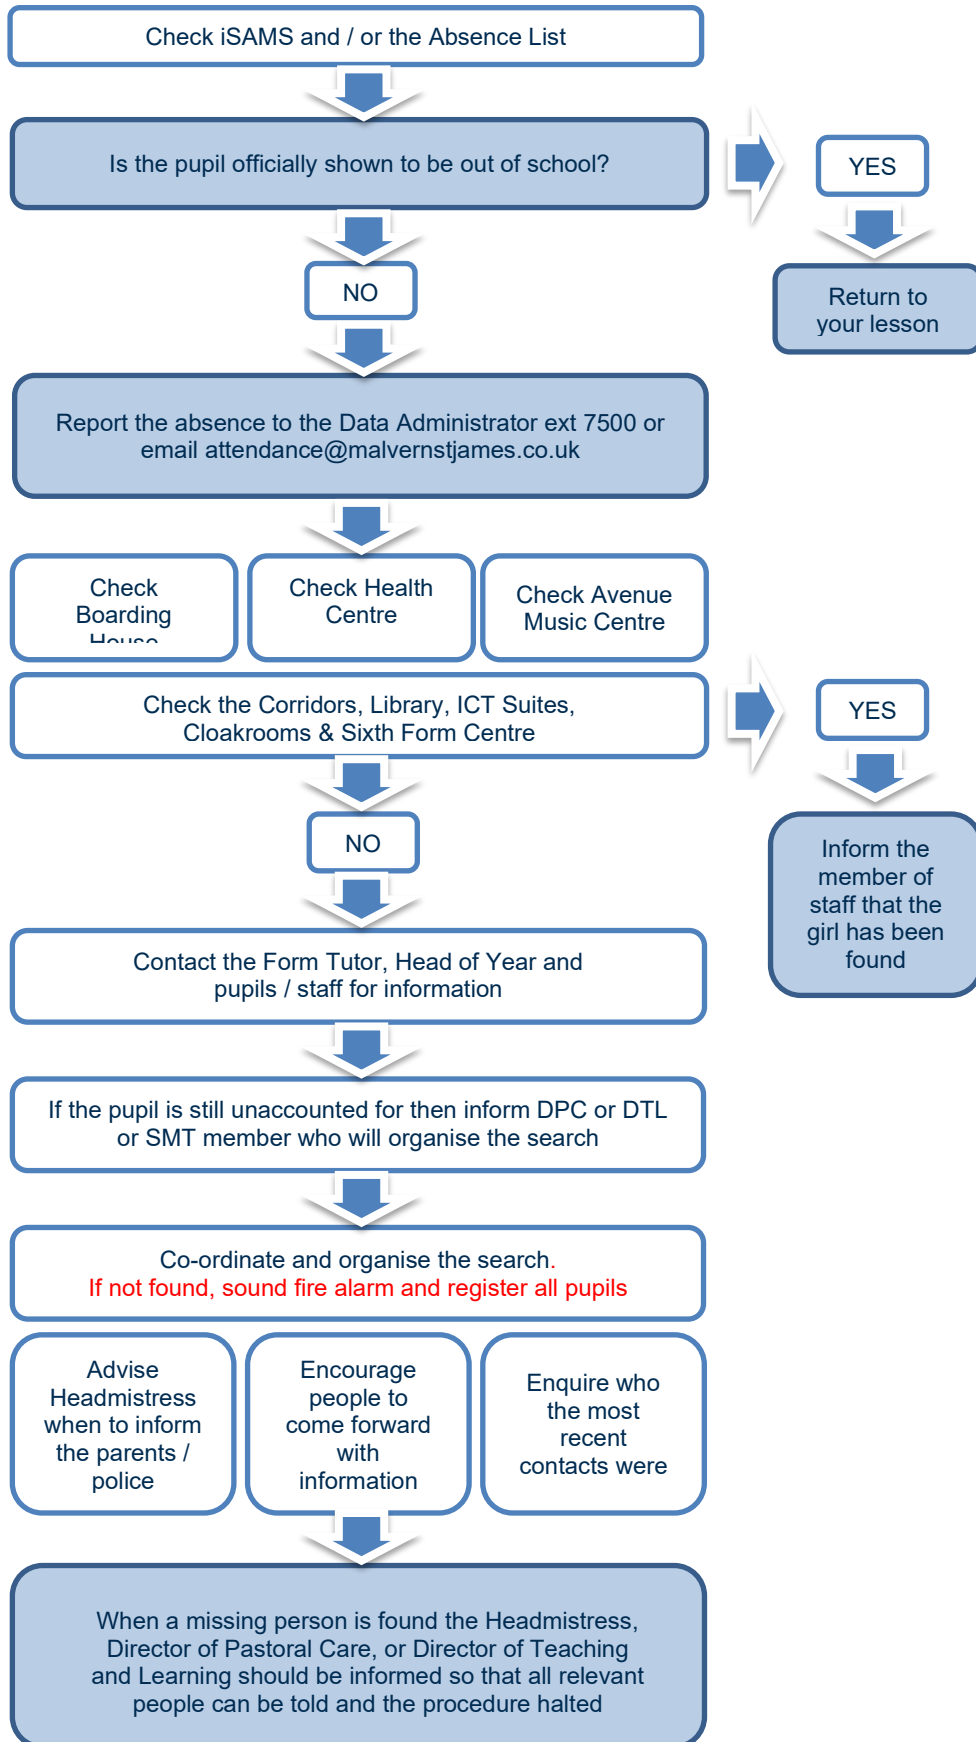 Check iSAMS and / or the Absence List
Is the pupil officially shown to be out of school?
YES
Return to
your lesson
NO
Report the absence to the Data Administrator ext 7500 or
email attendance@malvernstjames.co.uk
Check
Boarding
House
Check Health
Centre
Check Avenue
Music Centre
Check the Corridors, Library, ICT Suites,
Cloakrooms & Sixth Form Centre
YES
Inform the
member of
staff that the
girl has been
found
NO
Contact the Form Tutor, Head of Year and
pupils / staff for information
If the pupil is still unaccounted for then inform DPC or DTL
or SMT member who will organise the search
Co-ordinate and organise the search.
If not found, sound fire alarm and register all pupils
Advise
Headmistress
when to inform
the parents /
police
Encourage
people to
come forward
with
information
Enquire who
the most
recent
contacts were
When a missing person is found the Headmistress,
Director of Pastoral Care, or Director of Teaching
and Learning should be informed so that all relevant
people can be told and the procedure halted